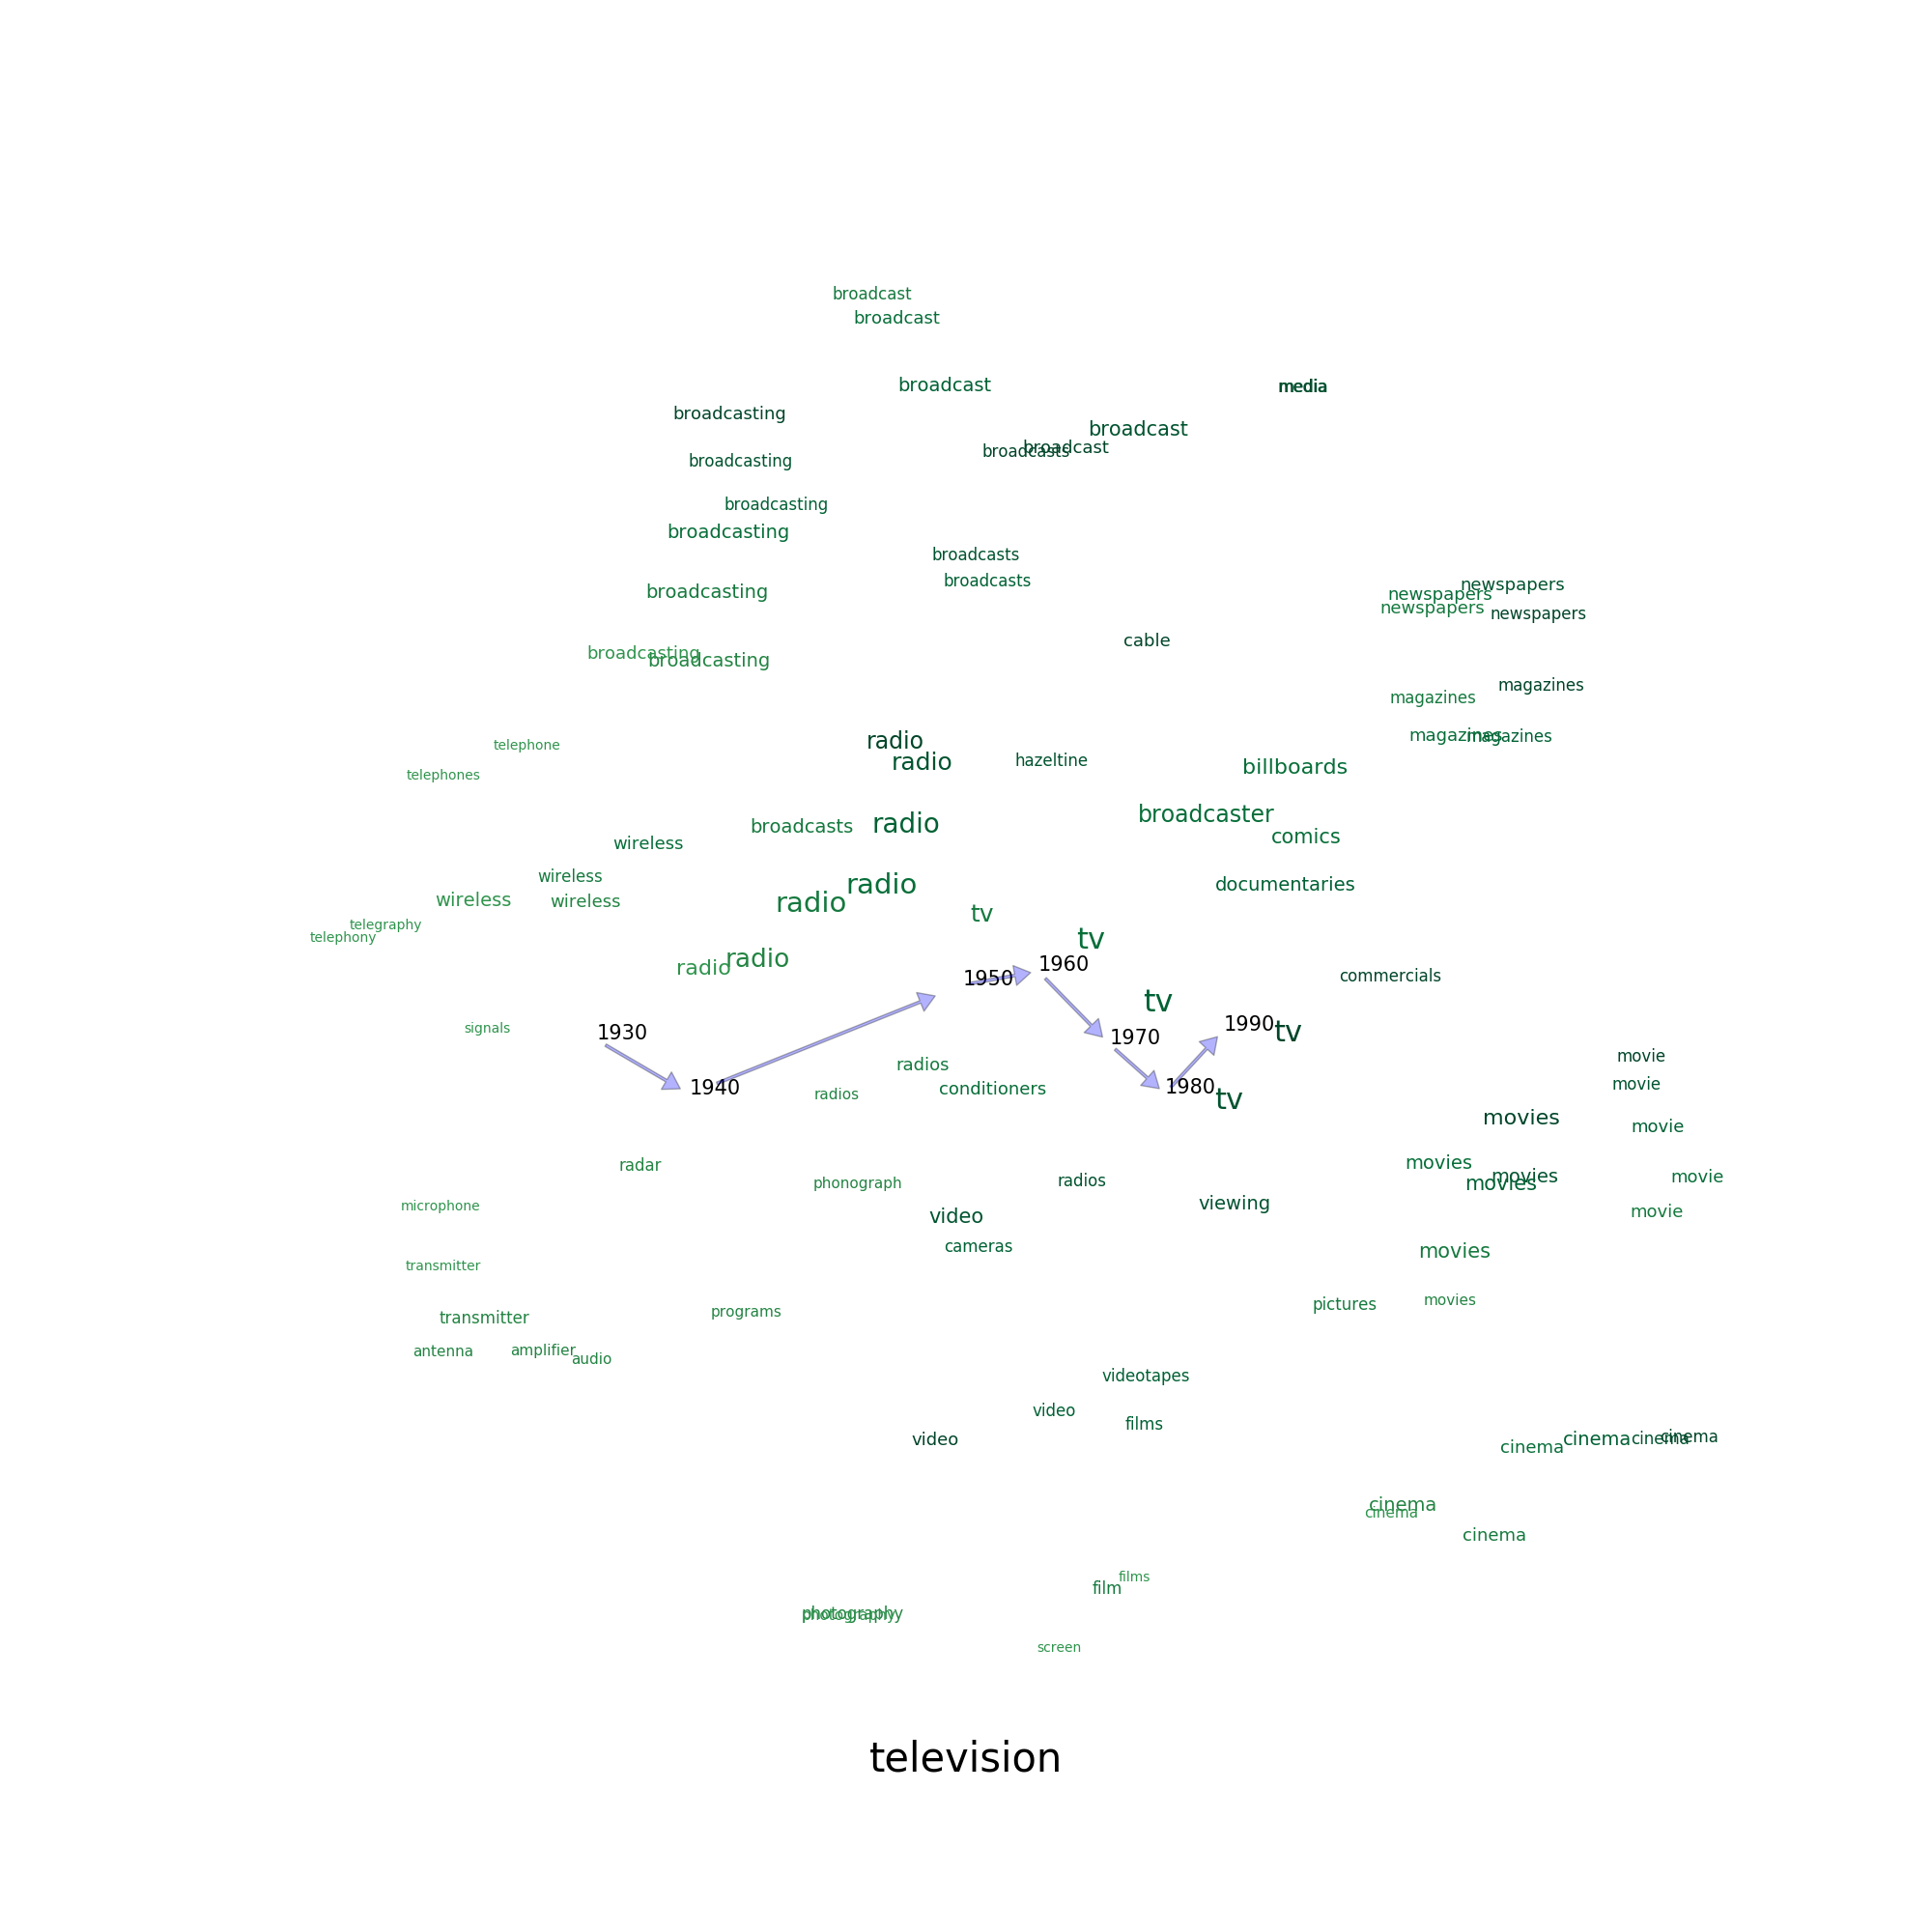 broadcast
broadcast
broadcast
media
broadcasting
broadcast
broadcasts
broadcast
broadcasting
broadcasting
broadcasting
broadcasts
broadcasts
newspapers
broadcasting
newspapers
newspapers
newspapers
cable
broadcasting
broadcasting
magazines
magazines
magazines
magazines
telephone
radio
radio
hazeltine
billboards
telephones
broadcaster
broadcasts
radio
comics
wireless
wireless
radio
documentaries
wireless
wireless
radio
tv
telegraphy
telephony
tv
radio
radio
1960
1950
commercials
tv
signals
1930
1970
1990
tv
movie
radios
1940
radios
conditioners
1980
tv
movie
movies
movie
radar
movies
phonograph
radios
movies
movies
movie
microphone
video
viewing
movie
cameras
movies
transmitter
transmitter
programs
pictures
movies
antenna
amplifier
audio
videotapes
video
films
video
cinema
cinema
cinema
cinema
cinema
cinema
cinema
film
films
photography
photography
screen
television